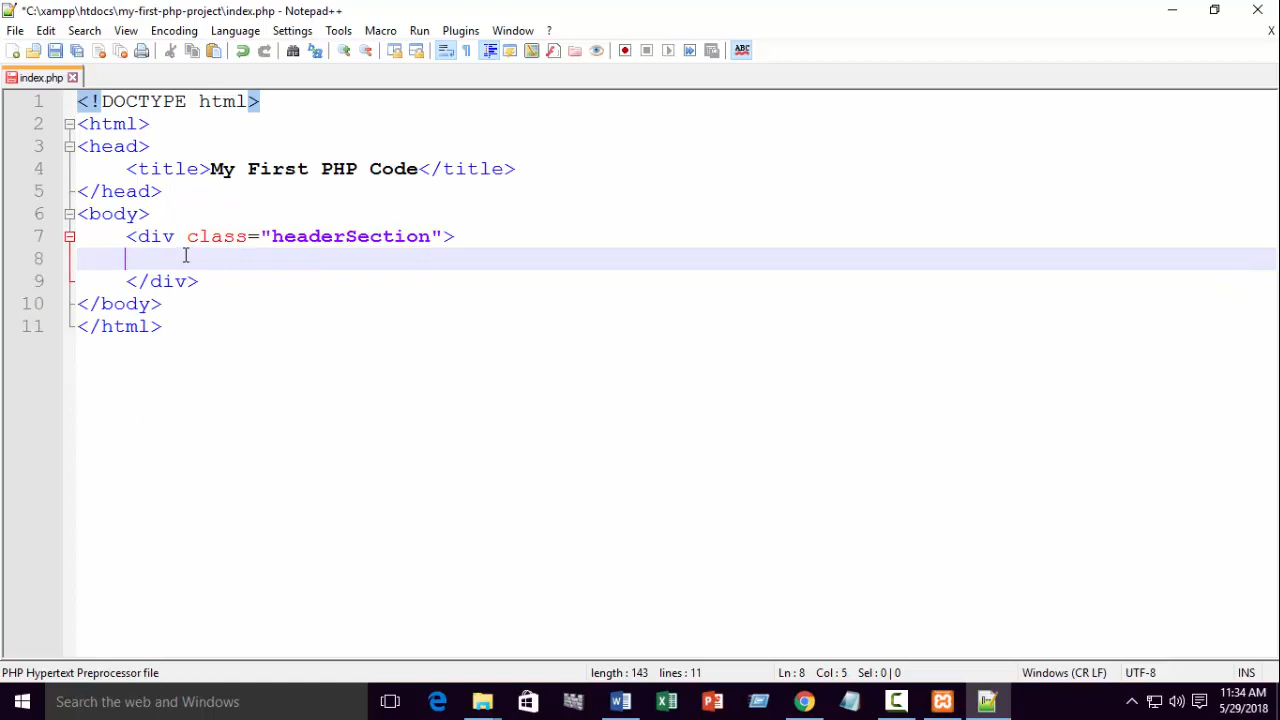 *C:\xampp\htdocs\my-first-php-project\index.php - Notepad++
File Edit Search View Encoding Language Settings Tools Macro Run Plugins Window ? X
ABC
index.php
1 <!DOCTYPE html>
2 <html>
3 <head>
4 <title>My First PHP Code</title>
5 </head>
6 <body>
7 <div class="headerSection">
8
9 </div>
10 </body>
11 </html>
PHP Hypertext Preprocessor file length : 143 lines : 11 Ln : 8 Col : 5 Sel : 0 | 0 Windows (CR LF) UTF-8 INS
Search the web and Windows 11:34 AM
5/29/2018